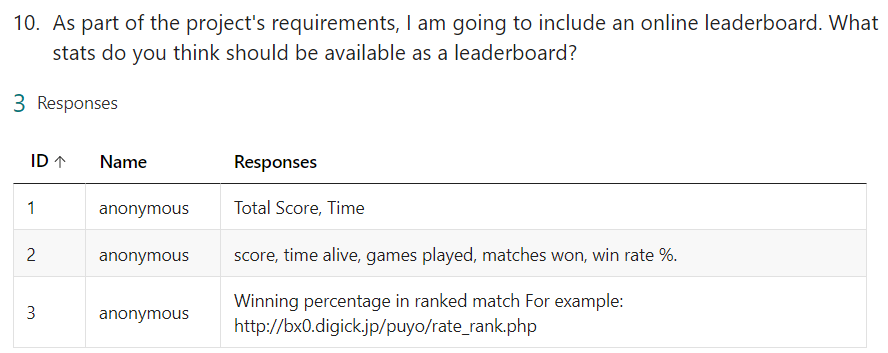 10. As part of the project's requirements, I am going to include an online leaderboard. What
stats do you think should be available as a leaderboard?
3 Responses
ID ↑ Name Responses
1 anonymous Total Score, Time
2 anonymous score, time alive, games played, matches won, win rate %.
3 anonymous Winning percentage in ranked match For example:
http://bx0.digick.jp/puyo/rate_rank.php